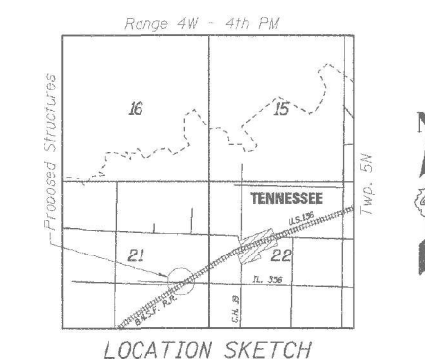 Range 4W - 4th PM
Proposed Structures
16
15
Twp. 5N
TENNESSEE
U.S. 136
21
22
IL. 336
B.N.S.F. R.R.
C.H. 19
LOCATION SKETCH